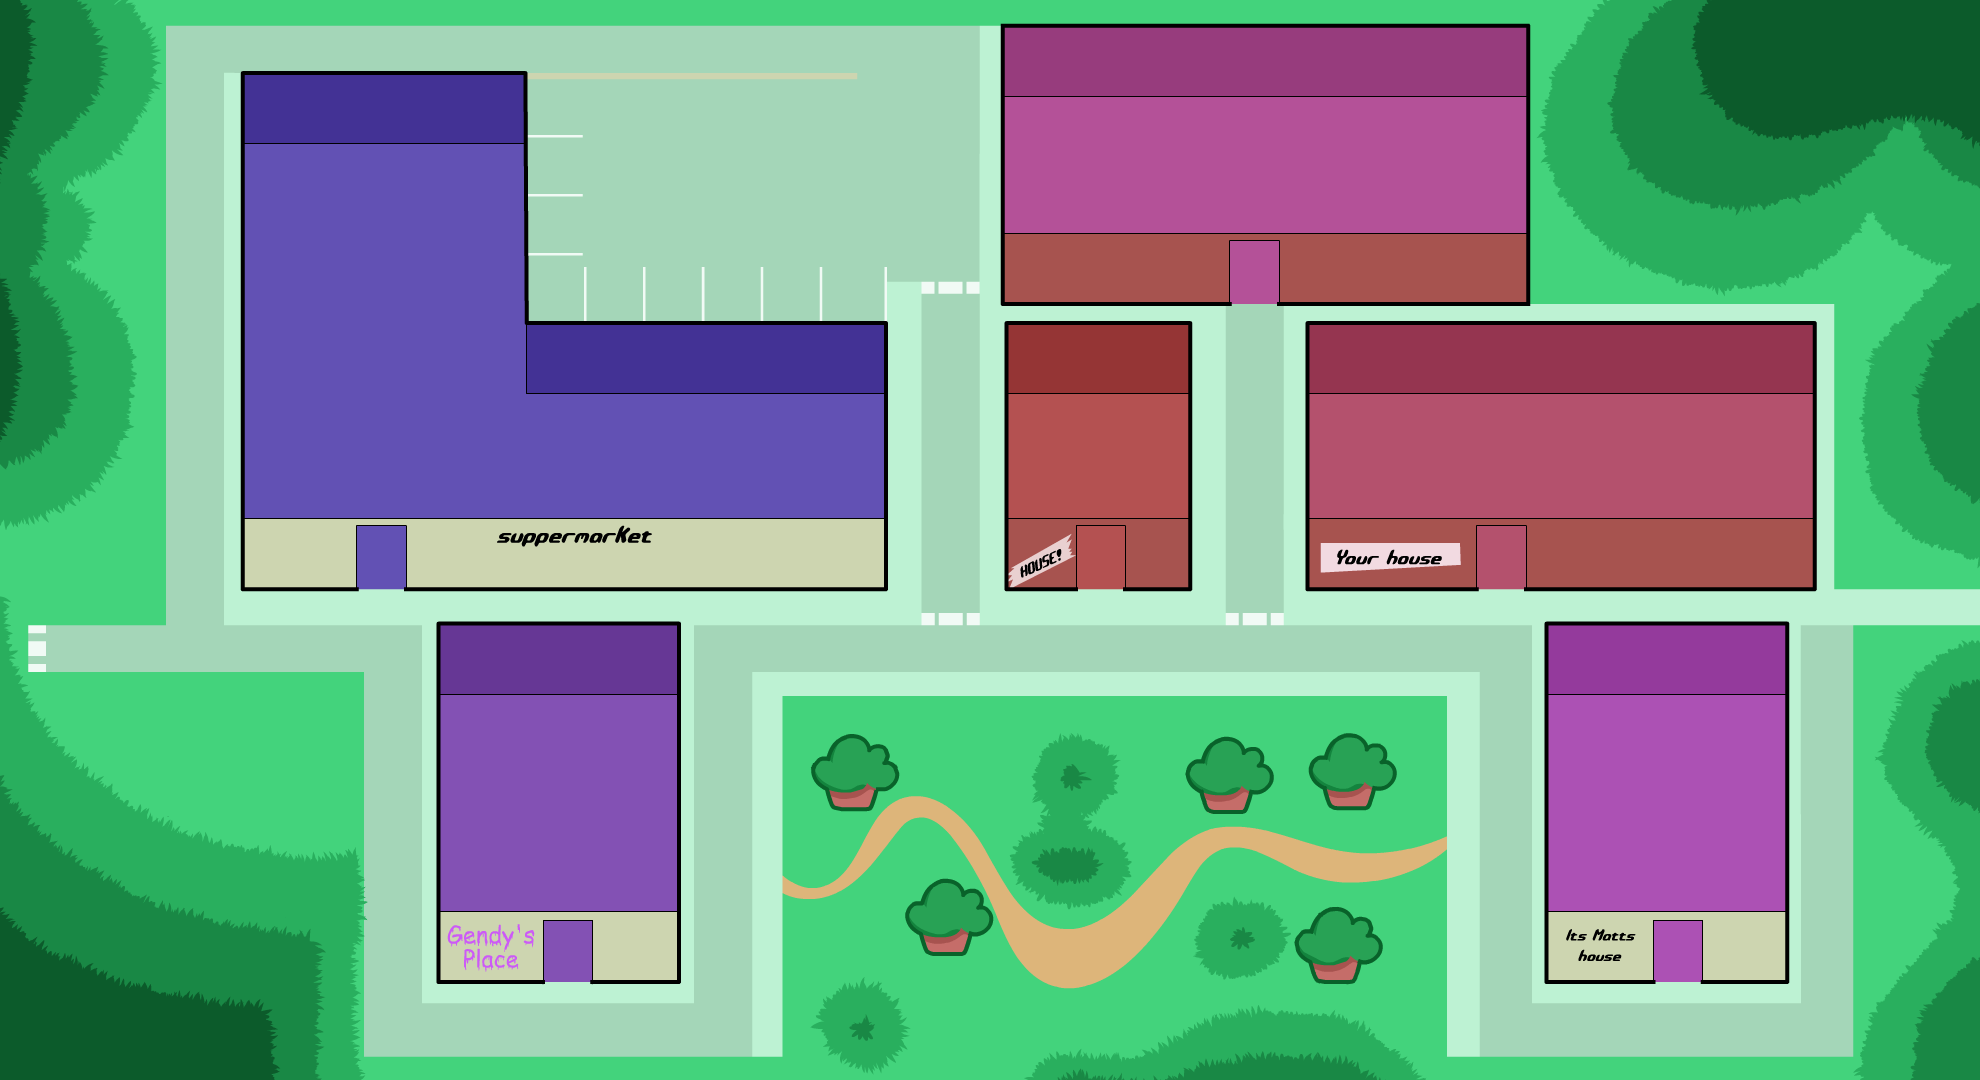 suppermarket
HOUSE!
Your house
Gendy's
Place
Its Matts
house